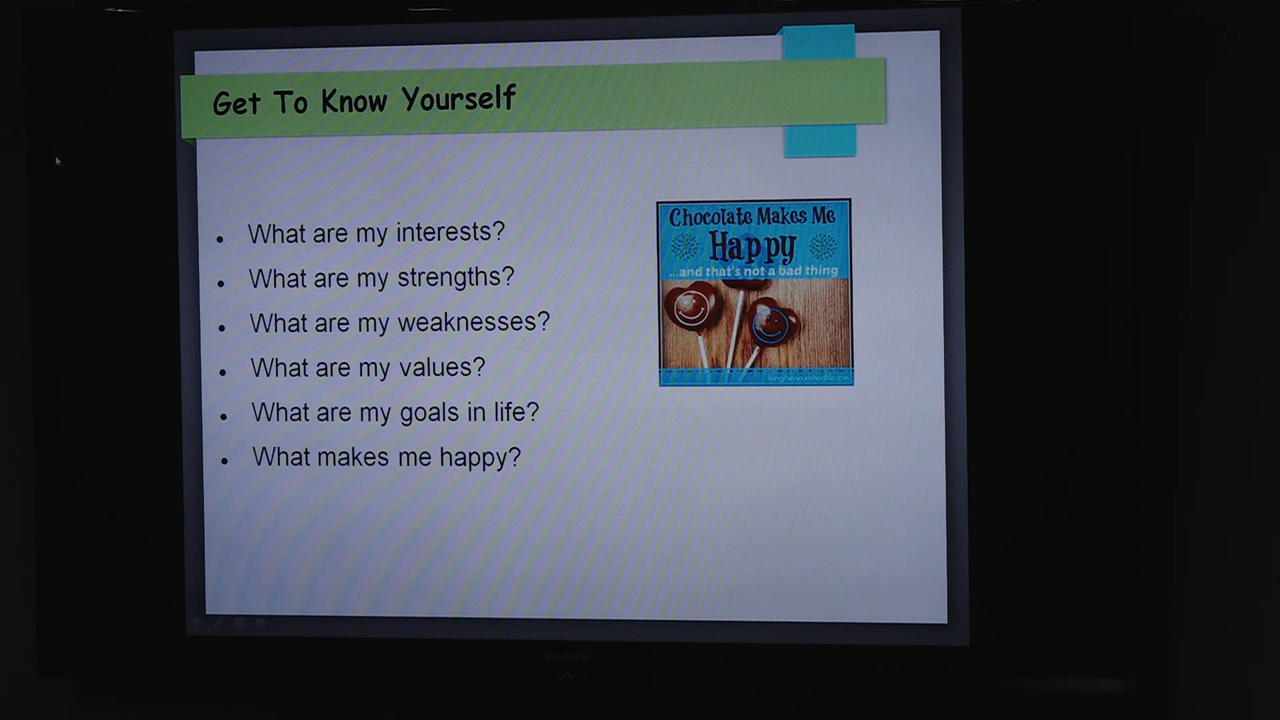 Get To Know Yourself
What are my interests?
What are my strengths?
What are my weaknesses?
What are my values?
What are my goals in life?
What makes me happy?
Chocolate Makes Me
Happy
...and that's not a bad thing